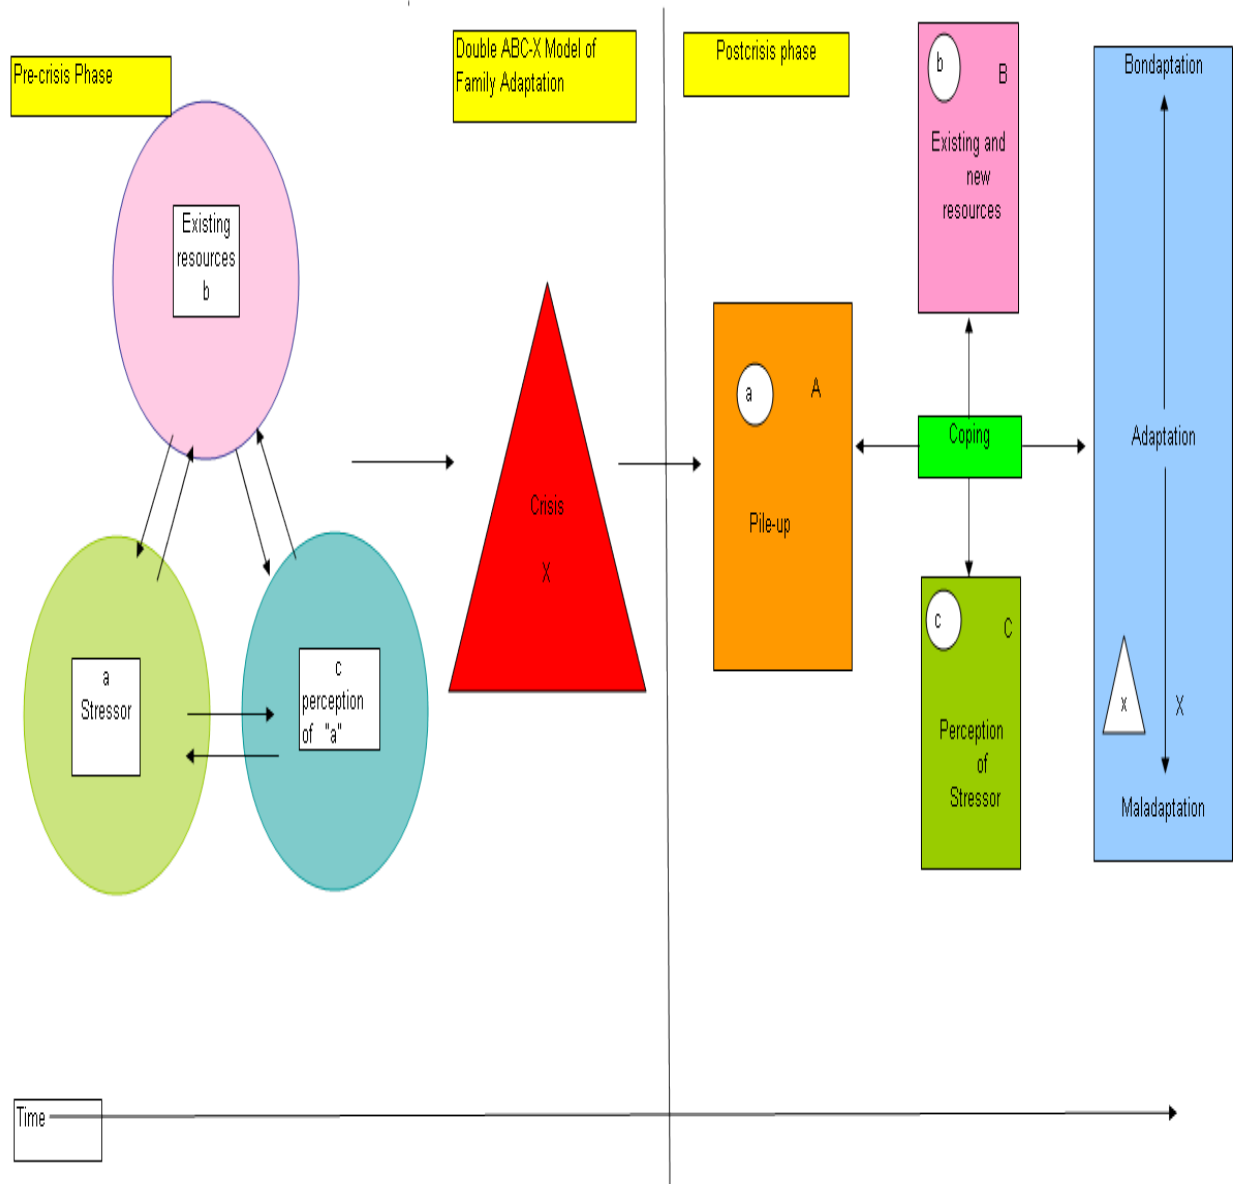 Pre-crisis Phase
Double ABC-X Model of
Family Adaptation
Postcrisis phase
Existing
resources
b
a
Stressor
c
perception
of "a"
Crisis
X
a A
Pile-up
b B
Existing and
new
resources
Coping
c C
Perception
of
Stressor
Bondaptation
Adaptation
x X
Maladaptation
Time